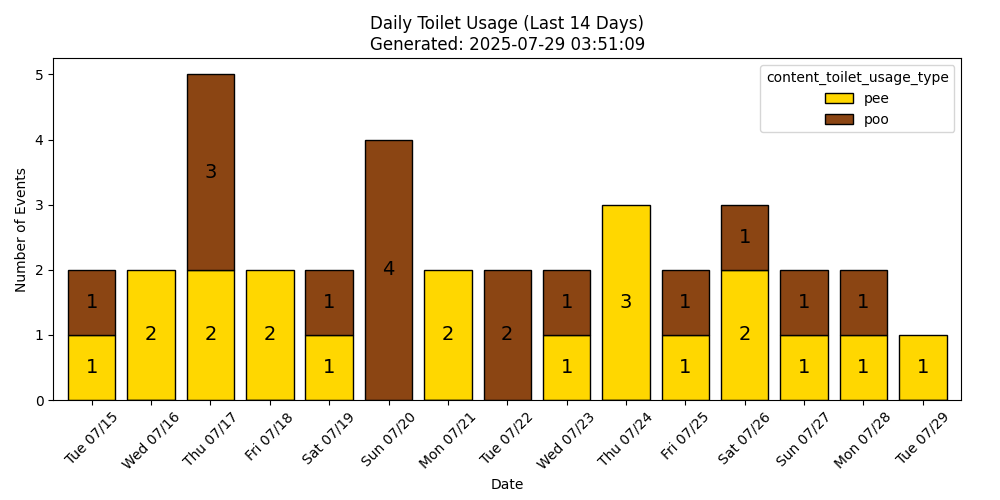 Daily Toilet Usage (Last 14 Days)
Generated: 2025-07-29 03:51:09
content_toilet_usage_type
pee
poo
Number of Events
5
4
3
2
1
0
1
1
2
3
2
2
1
1
4
2
2
1
1
3
1
1
1
2
1
1
1
1
1
Tue 07/15
Wed 07/16
Thu 07/17
Fri 07/18
Sat 07/19
Sun 07/20
Mon 07/21
Tue 07/22
Wed 07/23
Thu 07/24
Fri 07/25
Sat 07/26
Sun 07/27
Mon 07/28
Tue 07/29
Date